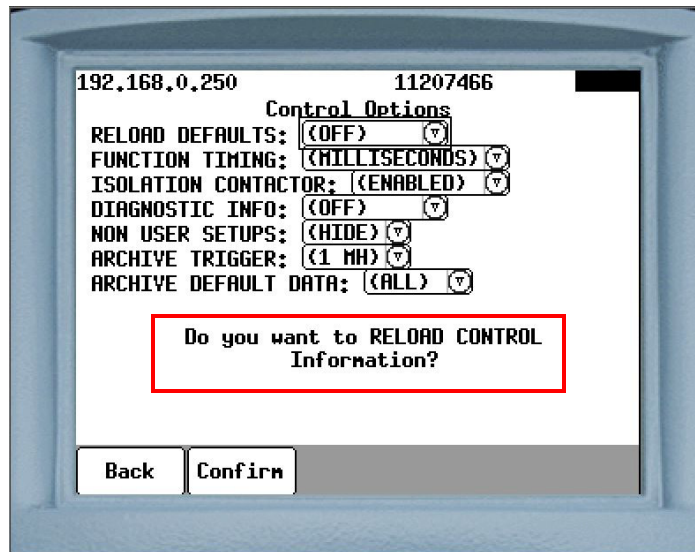 192.168.0.250 11207466
Control Options
RELOAD DEFAULTS: (OFF)
FUNCTION TIMING: (MILLISECONDS)
ISOLATION CONTACTOR: (ENABLED)
DIAGNOSTIC INFO: (OFF)
NON USER SETUPS: (HIDE)
ARCHIVE TRIGGER: (1 MH)
ARCHIVE DEFAULT DATA: (ALL)
Do you want to RELOAD CONTROL
Information?
Back Confirm